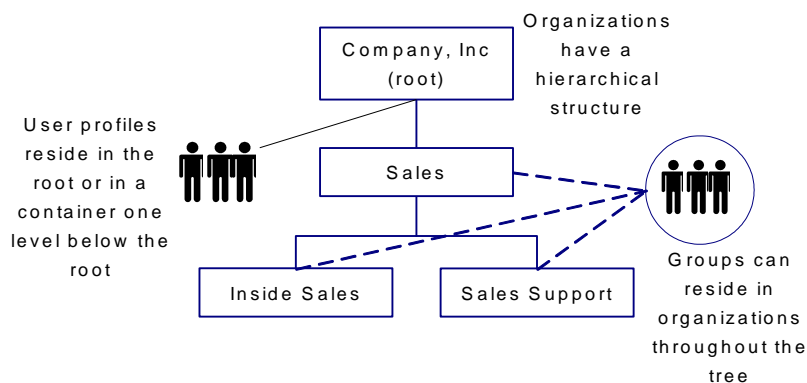 Company, Inc
(root)
Organizations
have a
hierarchical
structure
User profiles
reside in the
root or in a
container one
level below the
root
Sales
Inside Sales
Sales Support
Groups can
reside in
organizations
throughout the
tree